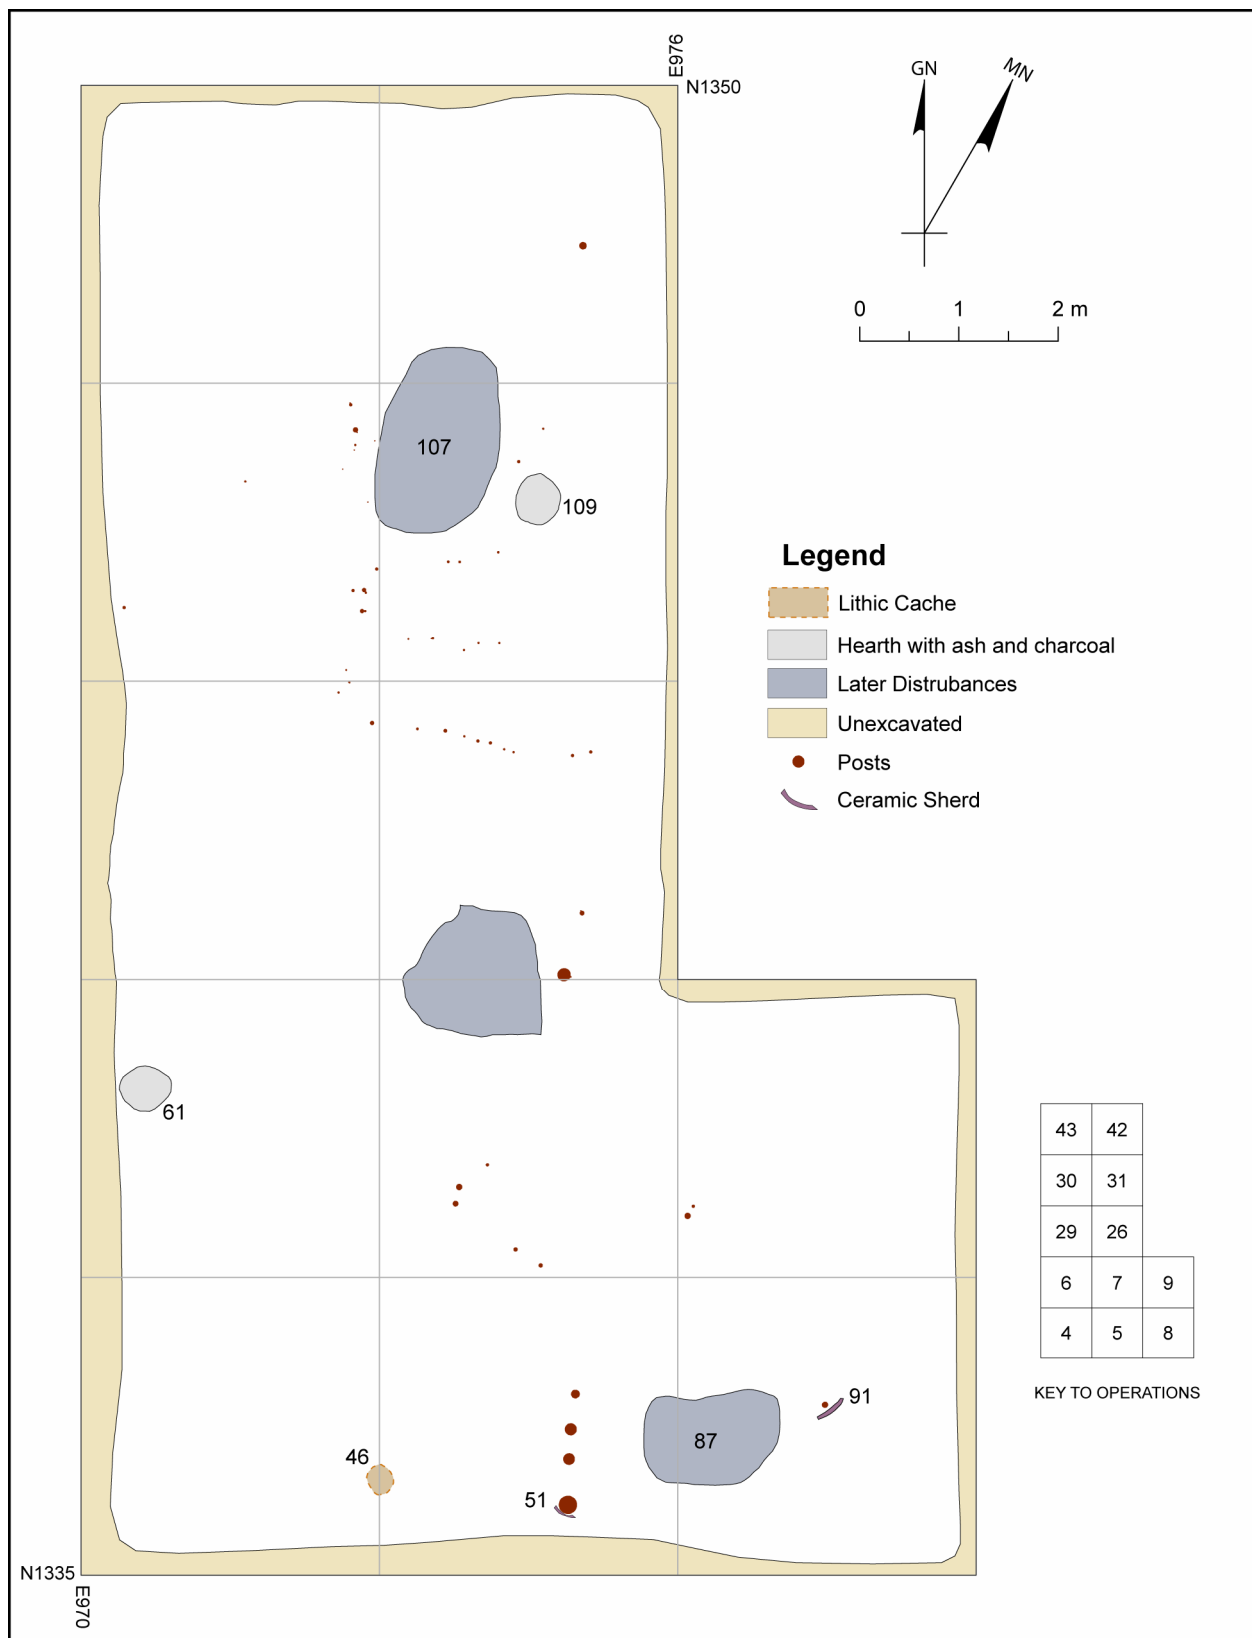 E976
N1350
GN
MN
0 1 2 m
107
109
Legend
Lithic Cache
Hearth with ash and charcoal
Later Distrubances
Unexcavated
Posts
Ceramic Sherd
61
43 42
30 31
29 26
6 7 9
4 5 8
KEY TO OPERATIONS
91
87
46
51
N1335
E970